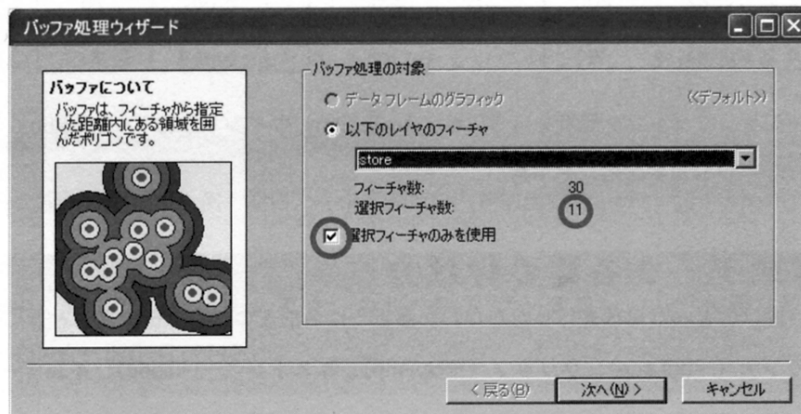 バッファ処理ウィザード
バッファについて
バッファは、フィーチャから指定
した距離内にある領域を囲
んだポリゴンです。
バッファ処理の対象
データ フレームのグラフィック
(<デフォルト>)
以下のレイヤのフィーチャ
store
フィーチャ数: 30
選択フィーチャ数: 11
選択フィーチャのみを使用
< 戻る(B)
次へ(N) >
キャンセル